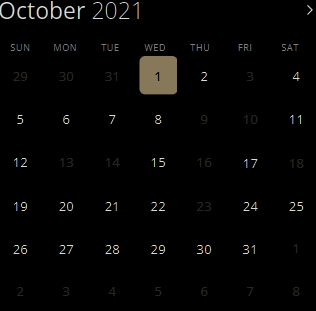 October 2021 >
SUN MON TUE WED THU FRI SAT
29 30 31 1 2 3 4
5 6 7 8 9 10 11
12 13 14 15 16 17 18
19 20 21 22 23 24 25
26 27 28 29 30 31 1
2 3 4 5 6 7 8